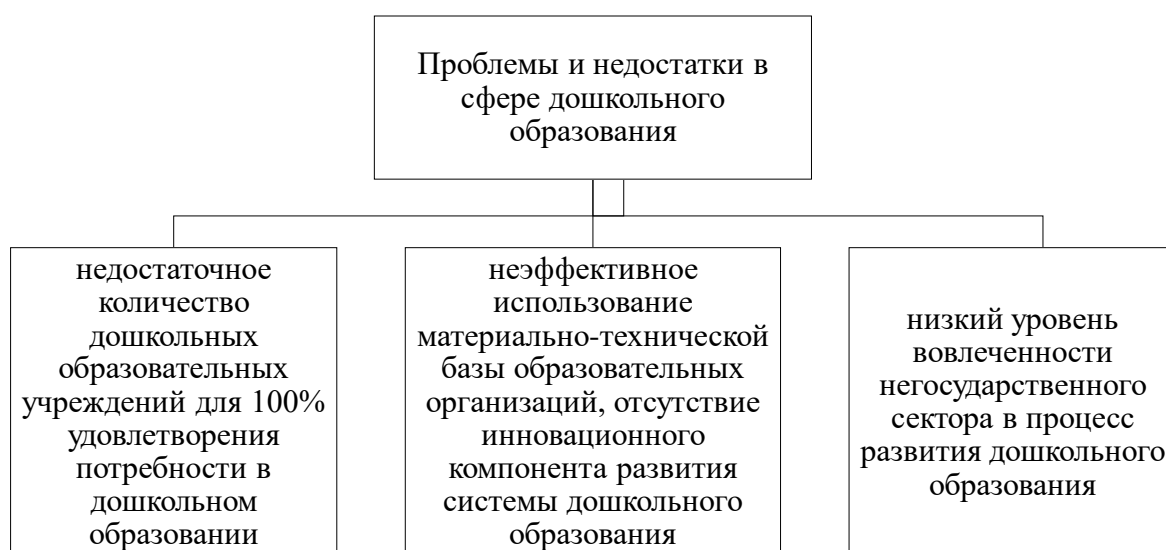 Проблемы и недостатки в
сфере дошкольного
образования
недостаточное
количество
дошкольных
образовательных
учреждений для 100%
удовлетворения
потребности в
дошкольном
образовании
неэффективное
использование
материально-технической
базы образовательных
организаций, отсутствие
инновационного
компонента развития
системы дошкольного
образования
низкий уровень
вовлеченности
негосударственного
сектора в процесс
развития дошкольного
образования